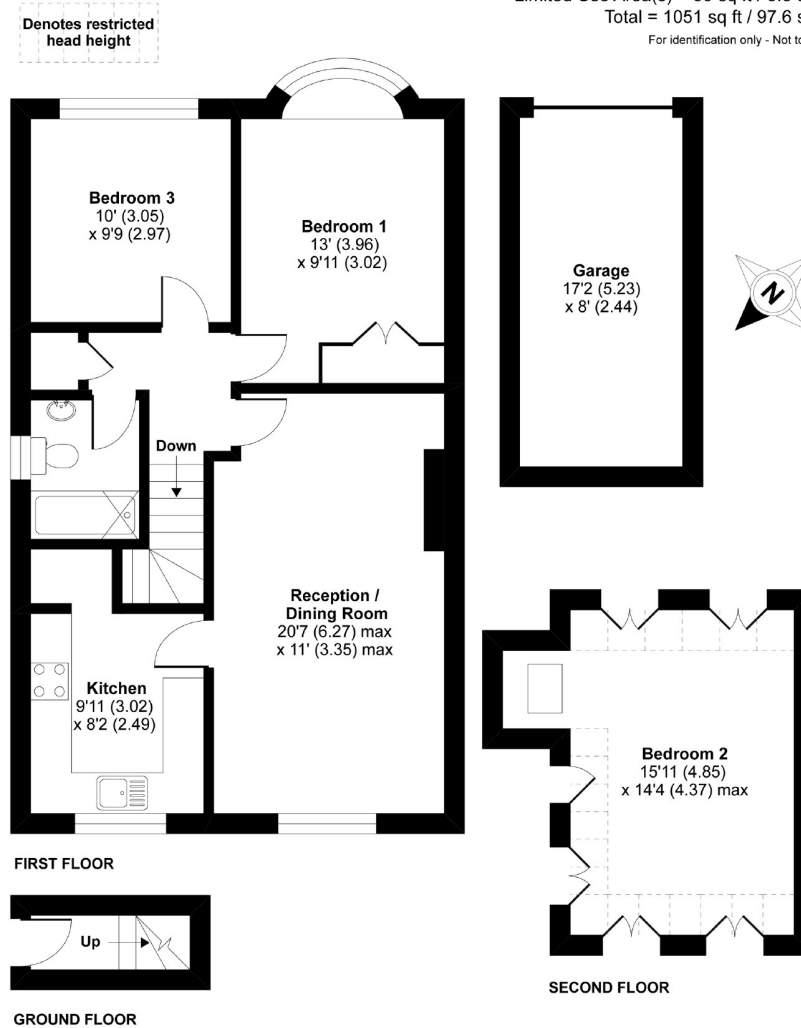 Denotes restricted
head height
Total = 1051 sq ft / 97.6 s
For identification only - Not to
Bedroom 3
10' (3.05)
x 9'9 (2.97)
Bedroom 1
13' (3.96)
x 9'11 (3.02)
Garage
17'2 (5.23)
x 8' (2.44)
N
Down
Reception /
Dining Room
20'7 (6.27) max
x 11' (3.35) max
Kitchen
9'11 (3.02)
x 8'2 (2.49)
Bedroom 2
15'11 (4.85)
x 14'4 (4.37) max
FIRST FLOOR
Up
SECOND FLOOR
GROUND FLOOR